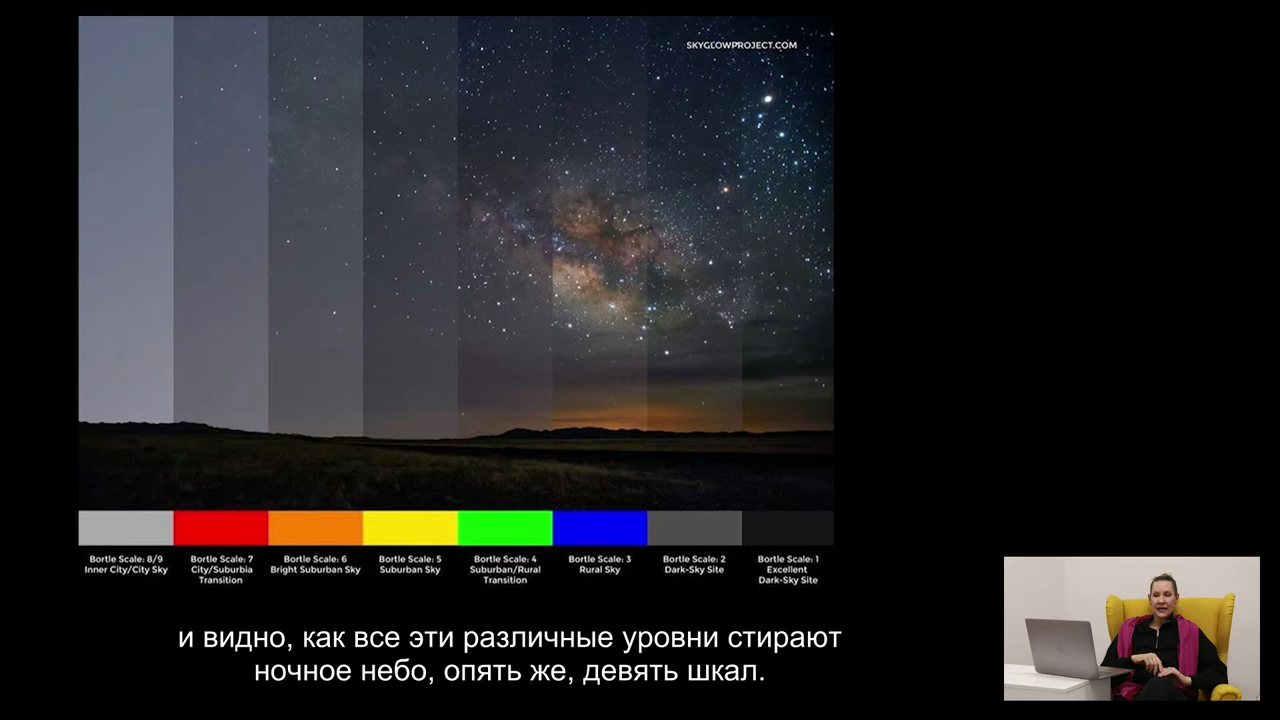 SKYGLOWPROJECT.COM
Bortle Scale: 8/9
Inner City/City Sky
Bortle Scale: 7
City/Suburbia
Transition
Bortle Scale: 6
Bright Suburban Sky
Bortle Scale: 5
Suburban Sky
Bortle Scale: 4
Suburban/Rural
Transition
Bortle Scale: 3
Rural Sky
Bortle Scale: 2
Dark-Sky Site
Bortle Scale: 1
Excellent
Dark-Sky Site
и видно, как все эти различные уровни стирают
ночное небо, опять же, девять шкал.